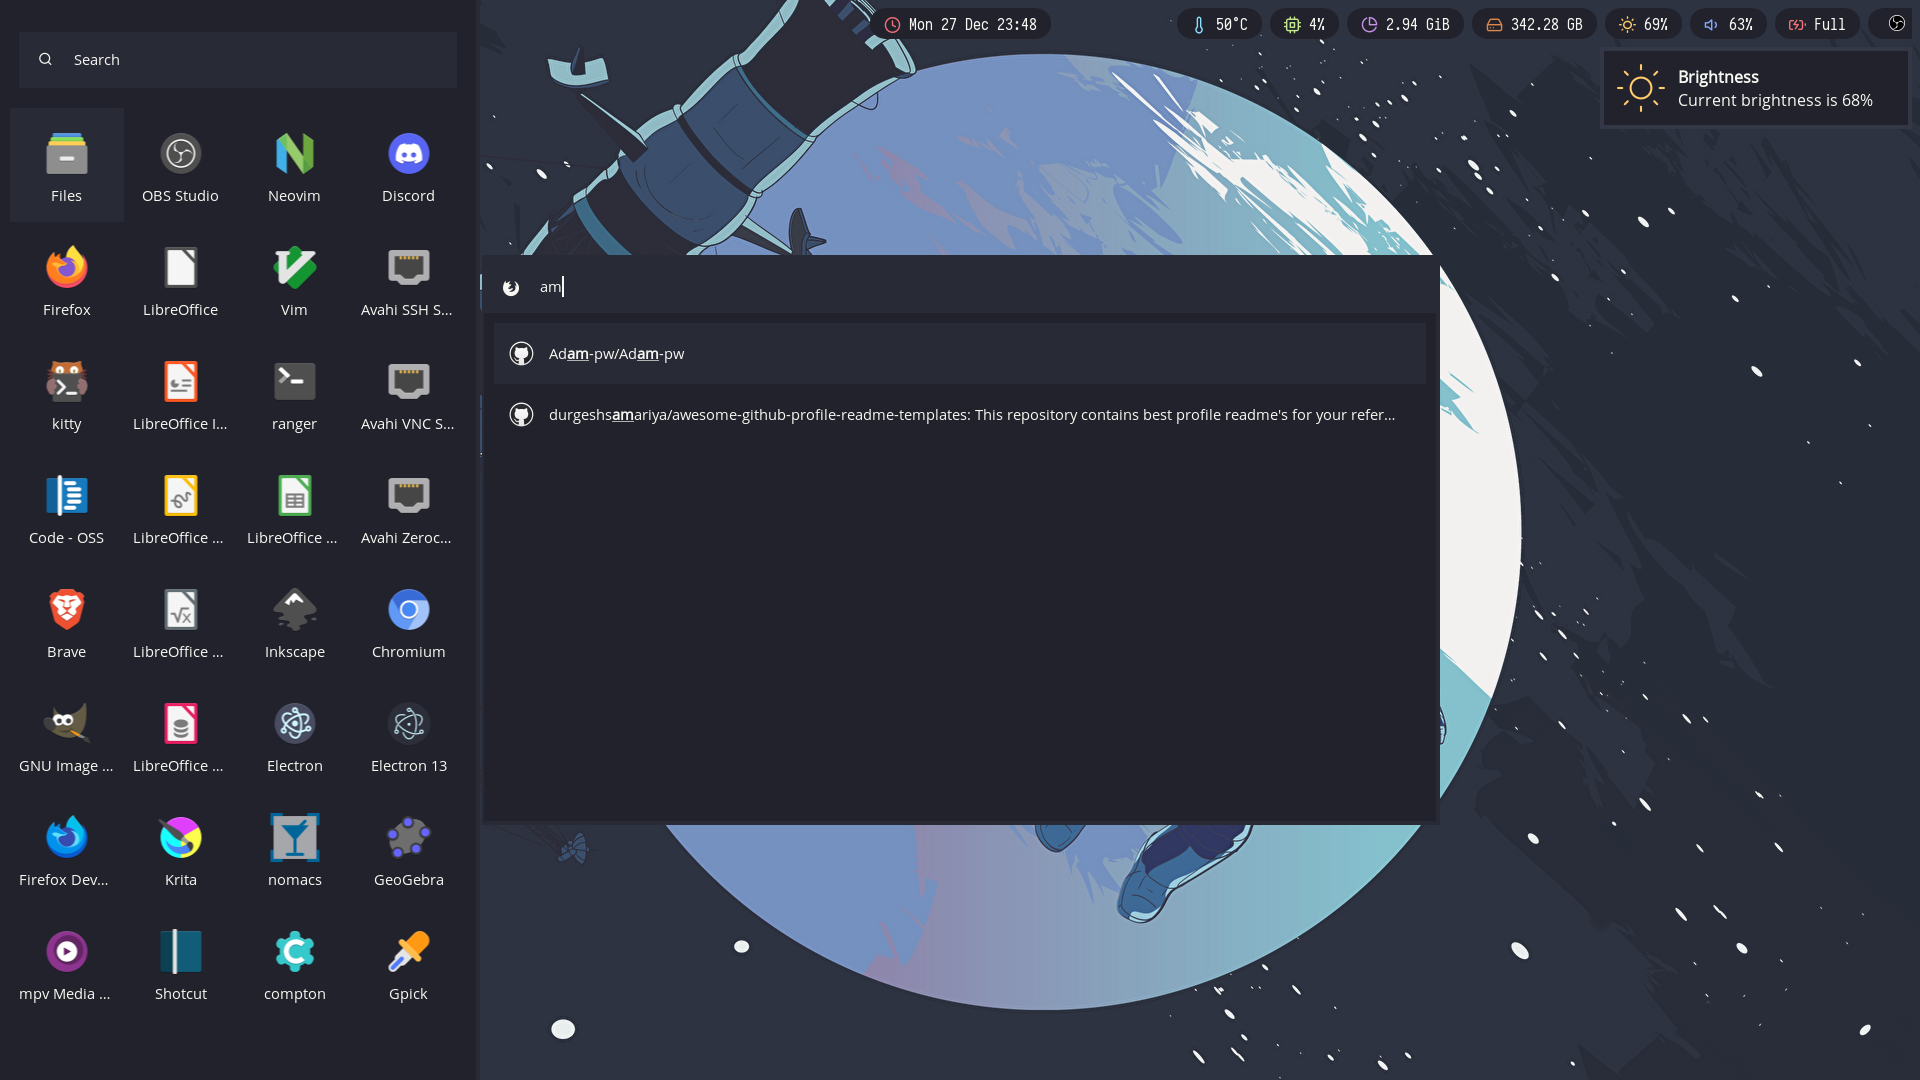 Mon 27 Dec 23:48
50°C
4%
2.94 GiB
342.28 GB
69%
63%
Full
Search
Brightness
Current brightness is 68%
Files
OBS Studio
Neovim
Discord
Firefox
LibreOffice
Vim
Avahi SSH S...
am
Adam-pw/Adam-pw
durgeshsamariya/awesome-github-profile-readme-templates: This repository contains best profile readme's for your refer...
kitty
LibreOffice I...
ranger
Avahi VNC S...
Code - OSS
LibreOffice ...
LibreOffice ...
Avahi Zeroc...
Brave
LibreOffice ...
Inkscape
Chromium
GNU Image ...
LibreOffice ...
Electron
Electron 13
Firefox Dev...
Krita
nomacs
GeoGebra
mpv Media ...
Shotcut
compton
Gpick